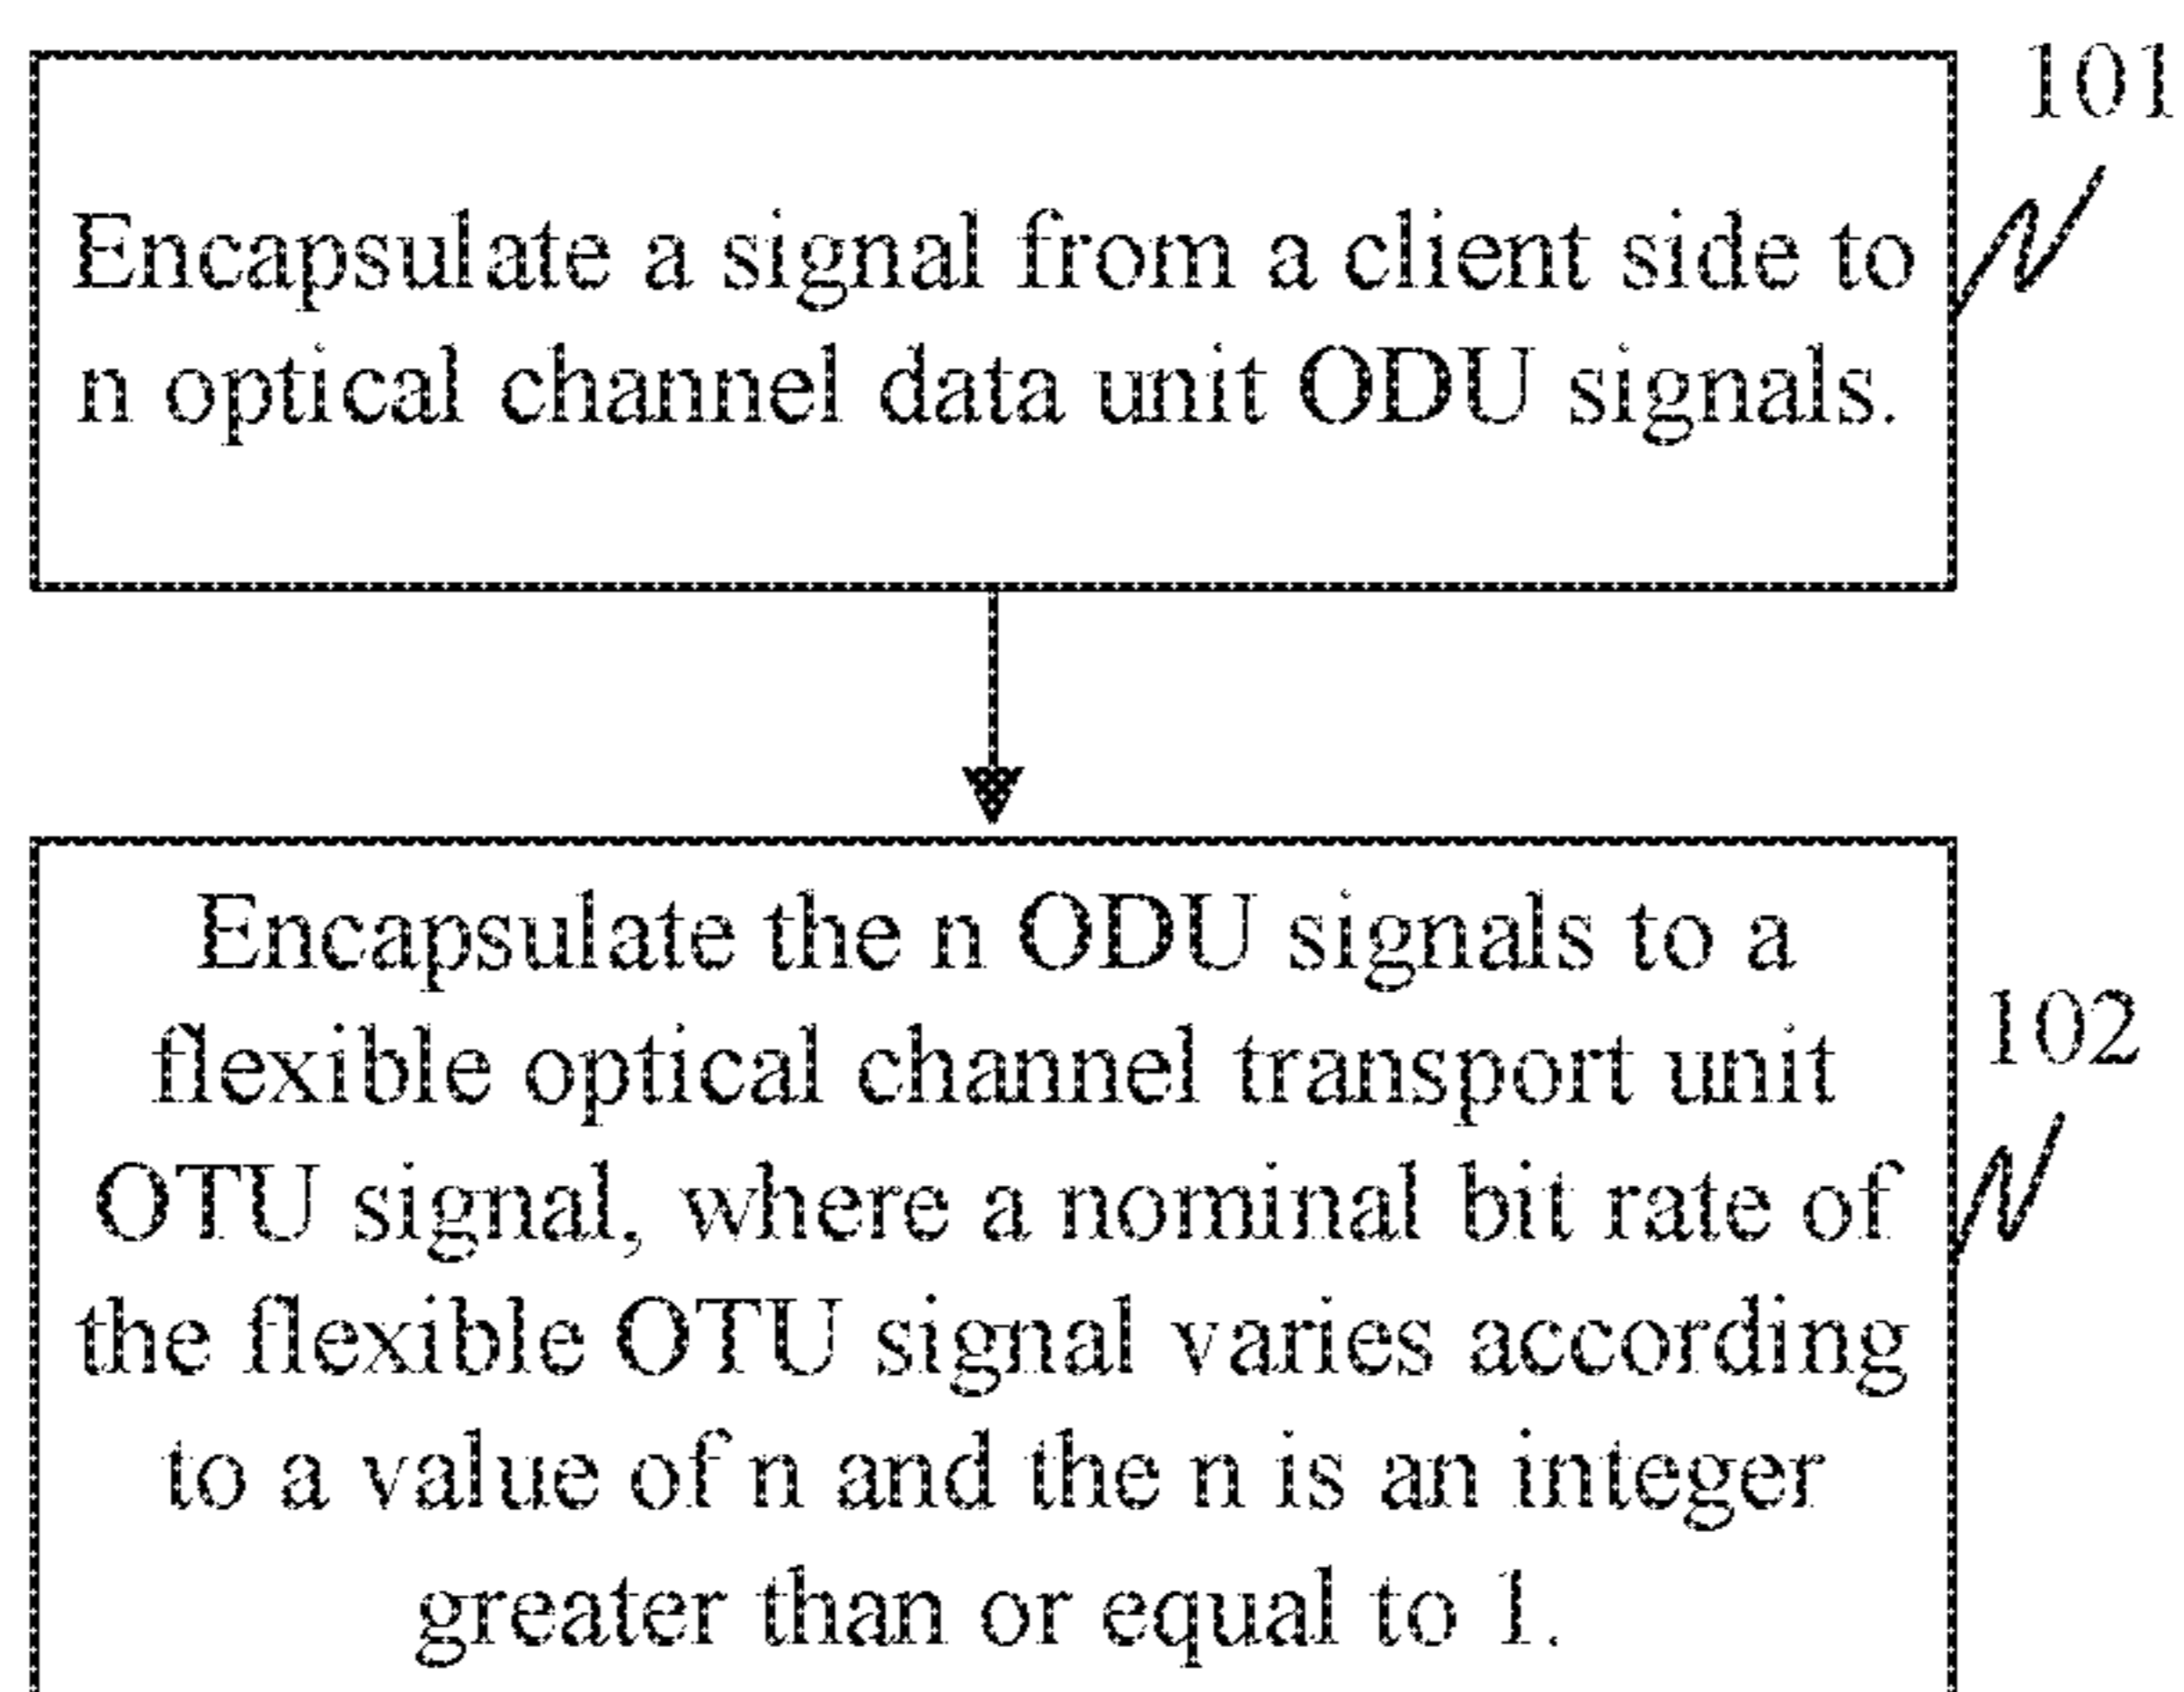 101
Encapsulate a signal from a client side to
n optical channel data unit ODU signals.
Encapsulate the n ODU signals to a
flexible optical channel transport unit
102
OTU signal, where a nominal bit rate of
the flexible OTU signal varies according
to a value of n and the n is an integer
greater than or equal to 1.